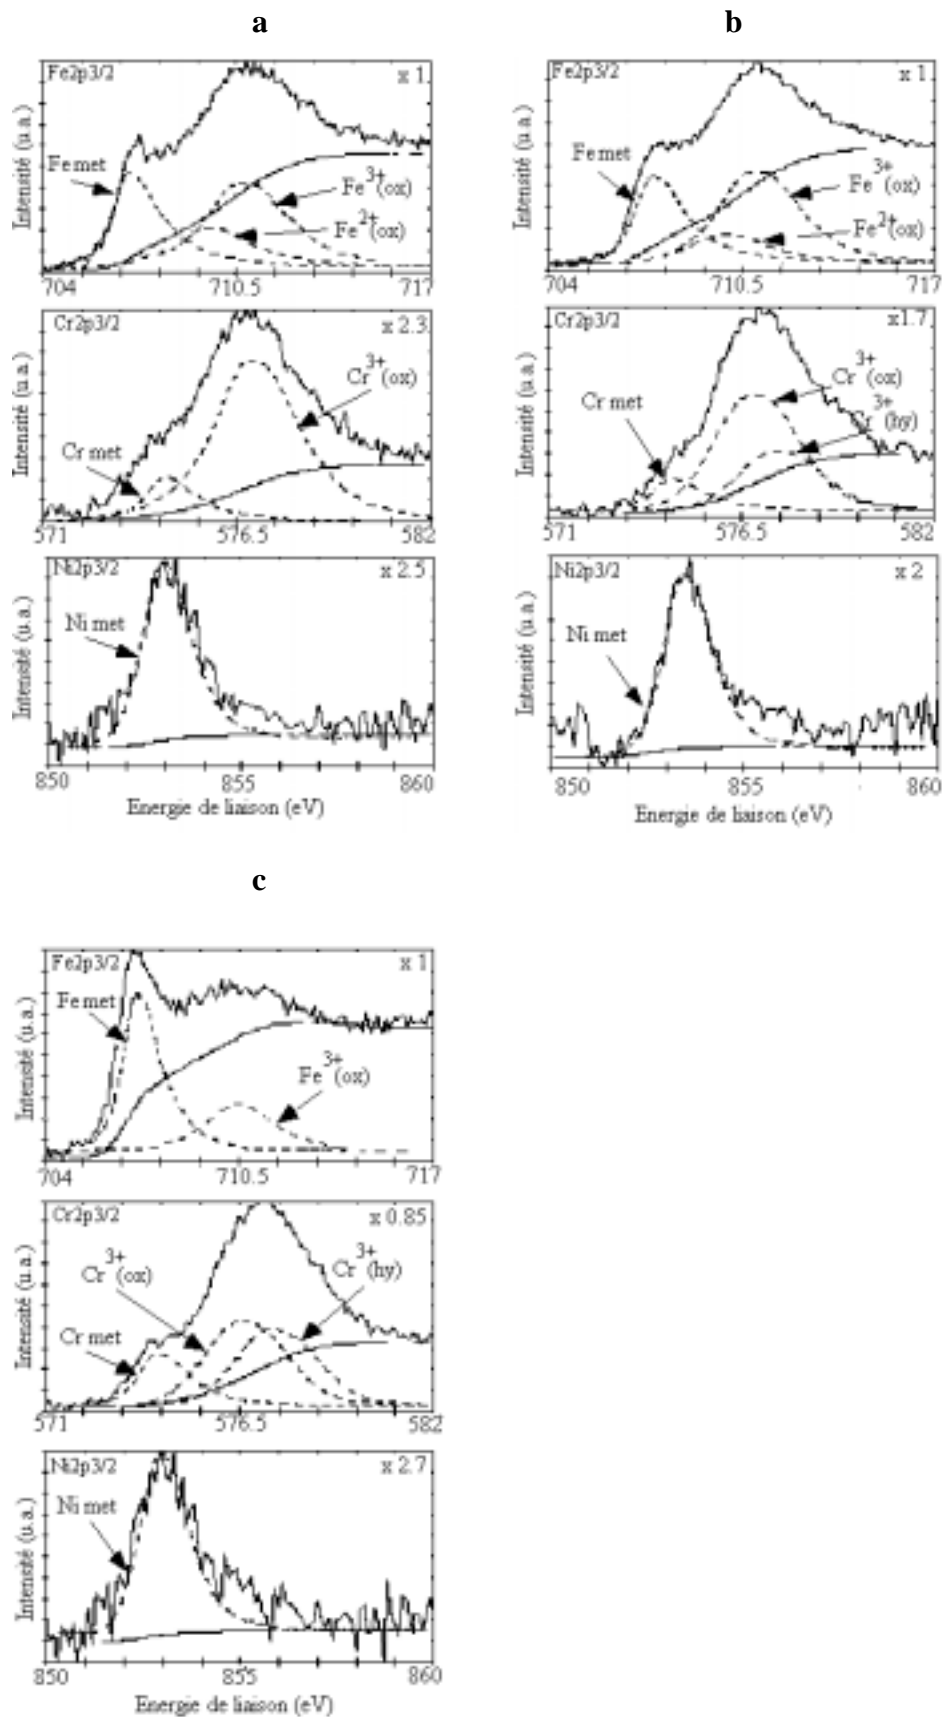 a
Fe2p3/2
x 1
Fe met
Fe3+(ox)
Fe2+(ox)
Intensité (u.a.)
704
710.5
717
Cr2p3/2
x 2.3
Cr3+(ox)
Cr met
Intensité (u.a.)
571
576.5
582
Ni2p3/2
x 2.5
Ni met
Intensité (u.a.)
850
855
860
Energie de liaison (eV)
b
Fe2p3/2
x 1
Fe met
Fe3+(ox)
Fe2+(ox)
Intensité (u.a.)
704
710.5
717
Cr2p3/2
x1.7
Cr3+(ox)
Cr met
Cr3+(hy)
Intensité (u.a.)
571
576.5
582
Ni2p3/2
x 2
Ni met
Intensité (u.a.)
850
855
860
Energie de liaison (eV)
c
Fe2p3/2
x 1
Fe met
Fe3+(ox)
Intensité (u.a.)
704
710.5
717
Cr2p3/2
x 0.85
Cr3+(ox)
Cr3+(hy)
Cr met
Intensité (u.a.)
571
576.5
582
Ni2p3/2
x 2.7
Ni met
Intensité (u.a.)
850
855
860
Energie de liaison (eV)